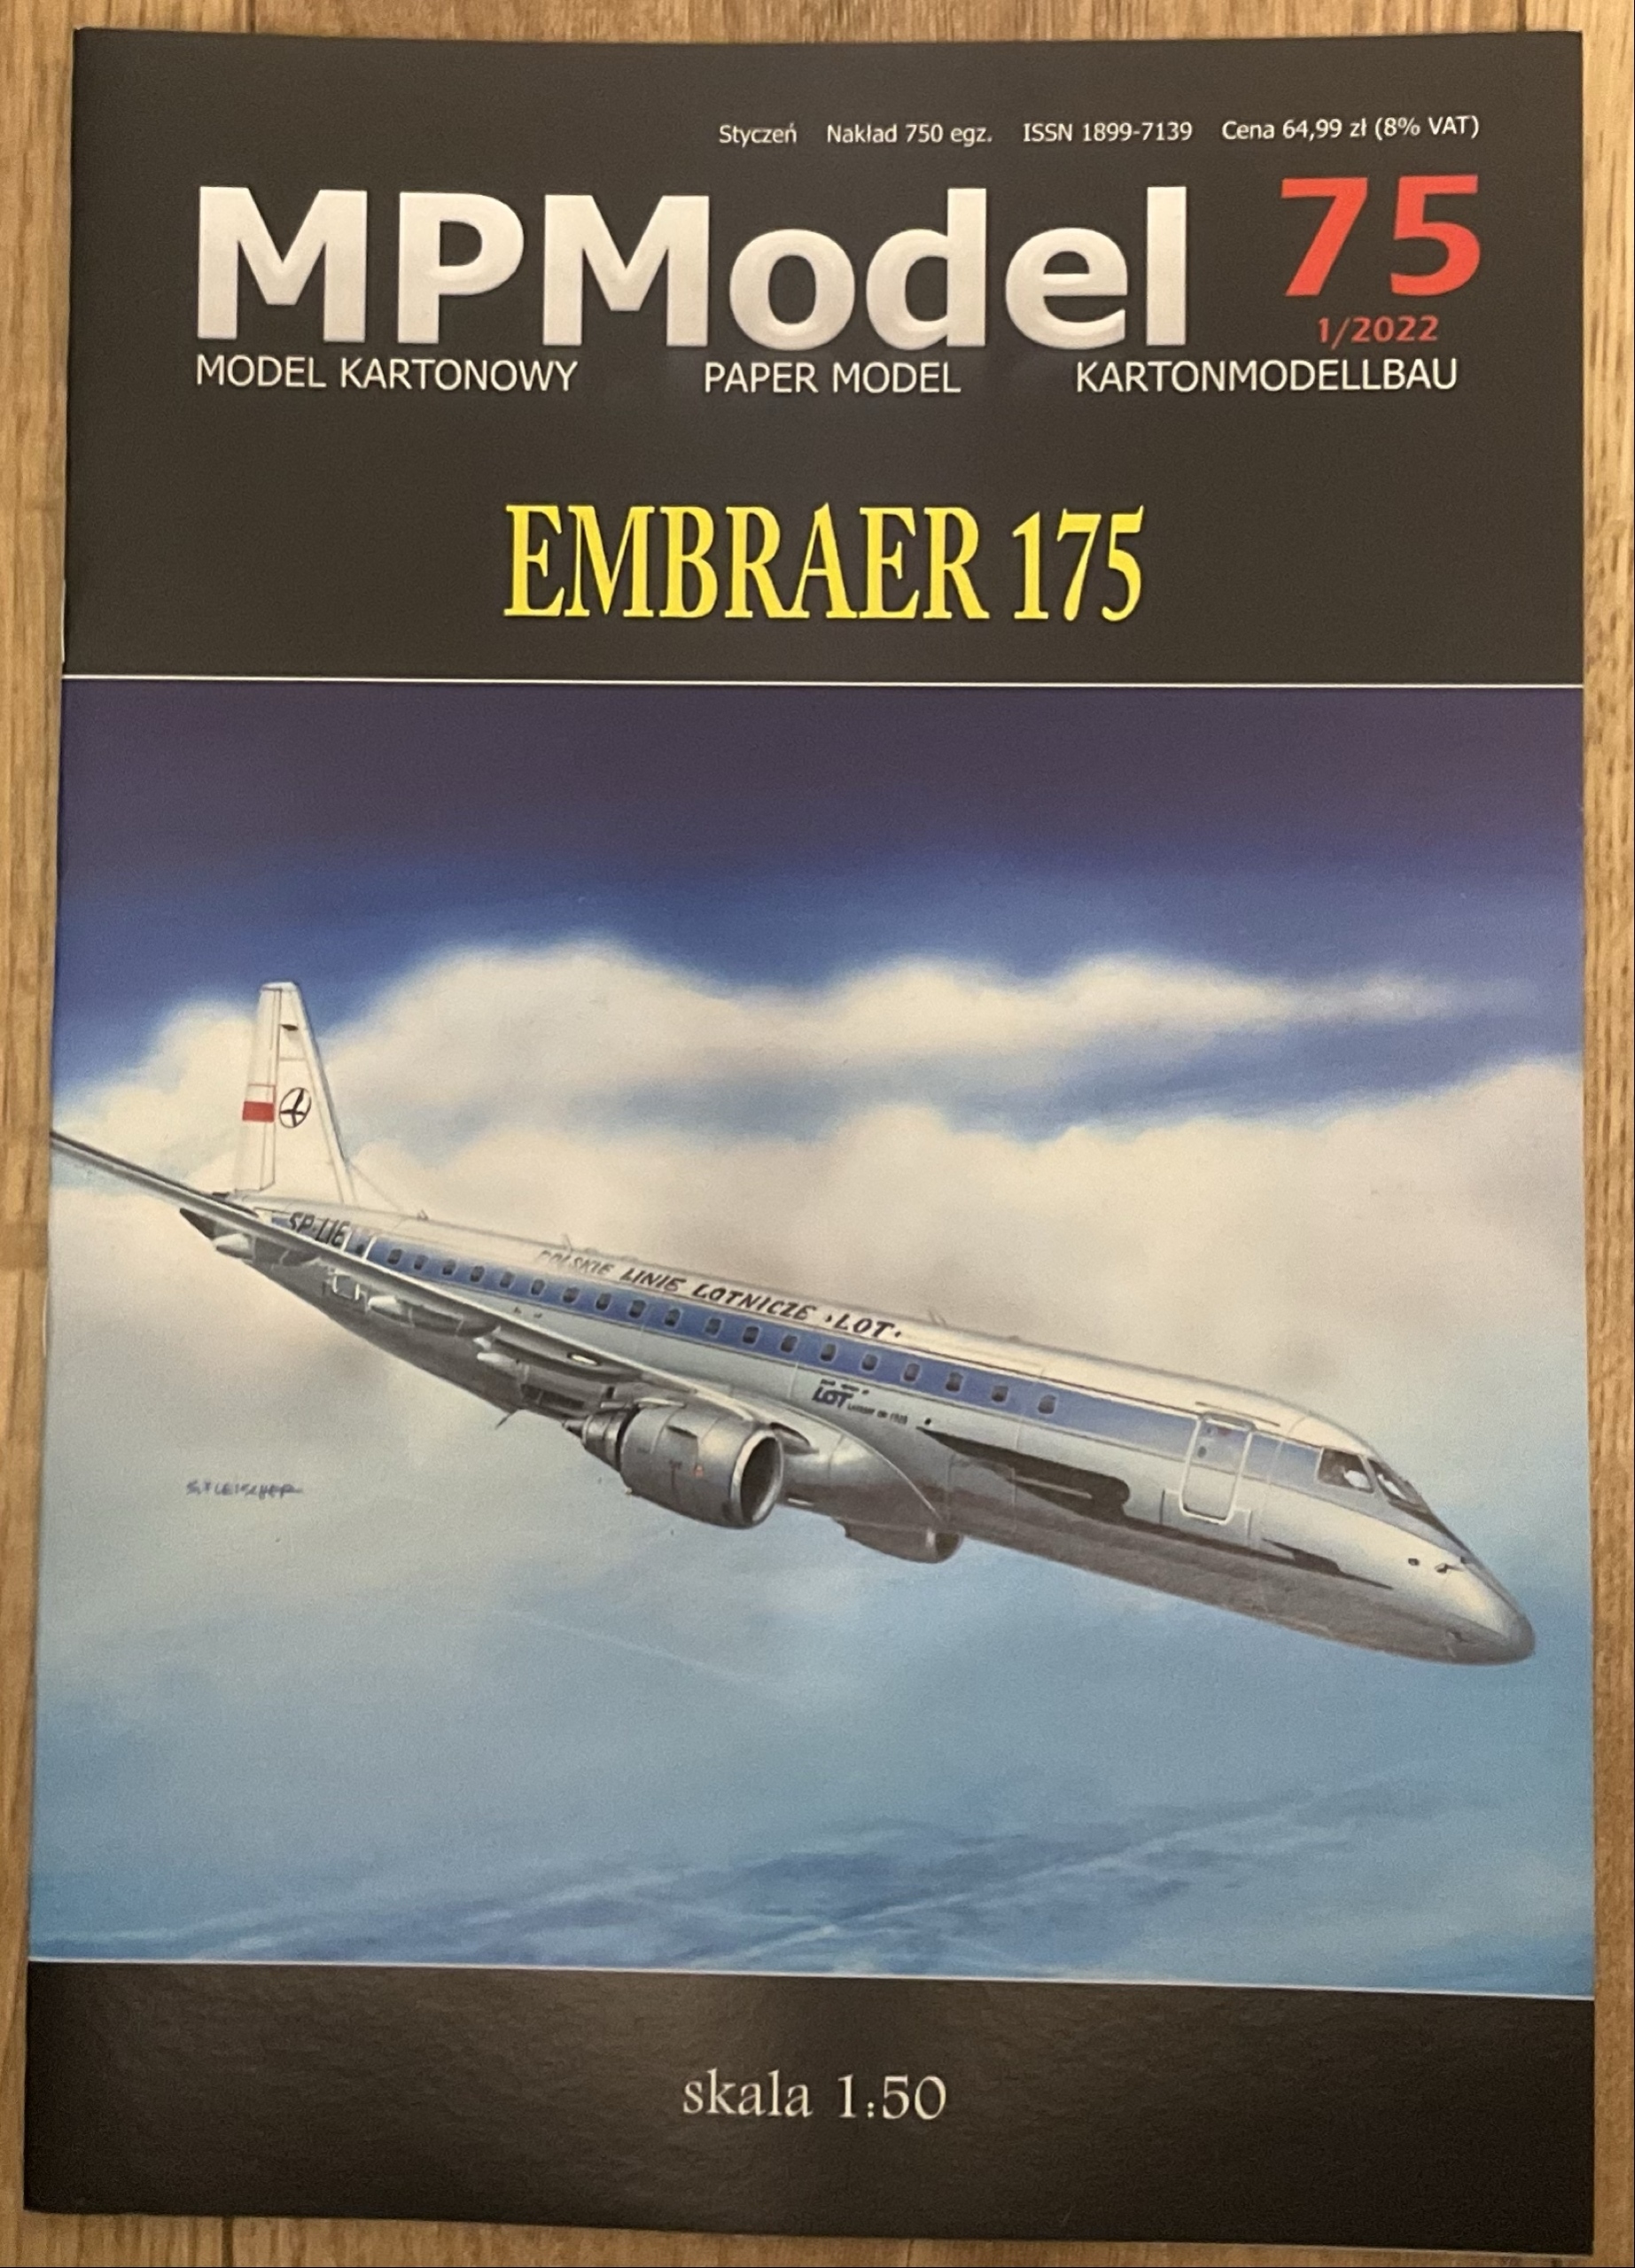 Styczeń Nakład 750 egz. ISSN 1899-7139 Cena 64,99 zł (8% VAT)
MPModel 75
1/2022
MODEL KARTONOWY PAPER MODEL KARTONMODELLBAU
EMBRAER 175
SP-LIE
POLSKIE LINIE LOTNICZE ‚LOT‘
LOT
skala 1:50